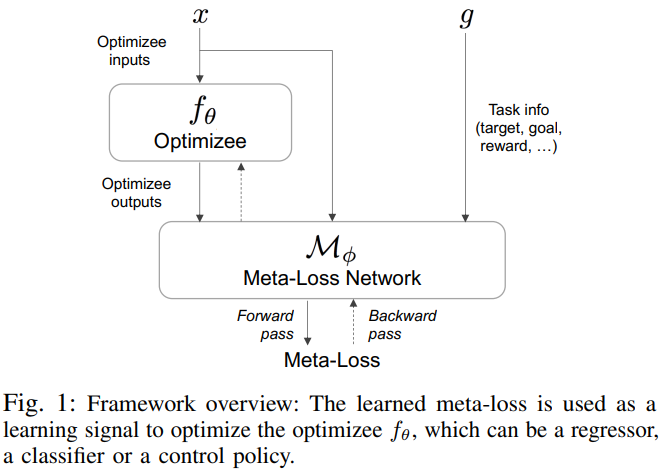 x
g
Optimizee
inputs
f_θ
Optimizee
Task info
(target, goal,
reward, …)
Optimizee
outputs
ℳ_ϕ
Meta-Loss Network
Forward
pass
Backward
pass
Meta-Loss
Fig. 1: Framework overview: The learned meta-loss is used as a
learning signal to optimize the optimizee f_θ, which can be a regressor,
a classifier or a control policy.